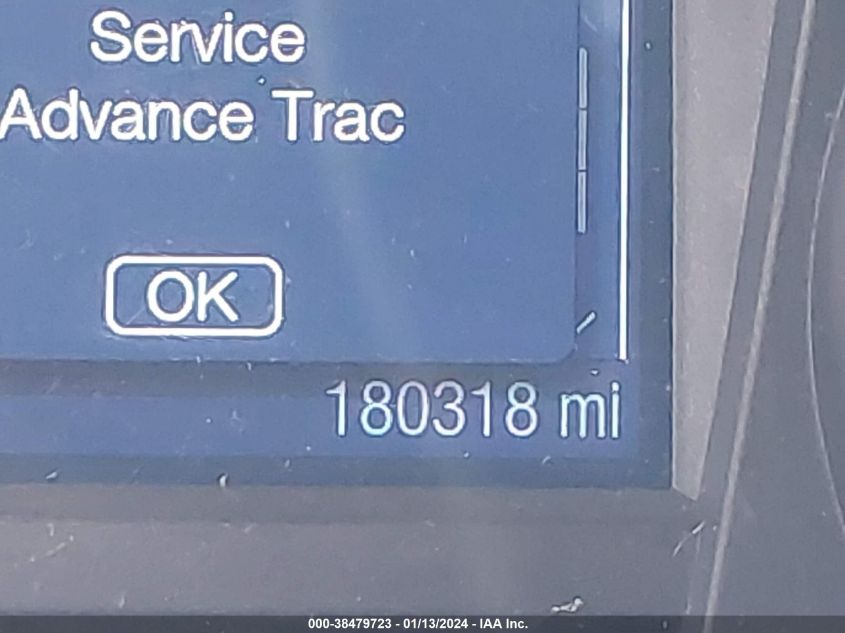 Service
Advance Trac
OK
180318 mi
000-38479723 - 01/13/2024 - IAA Inc.